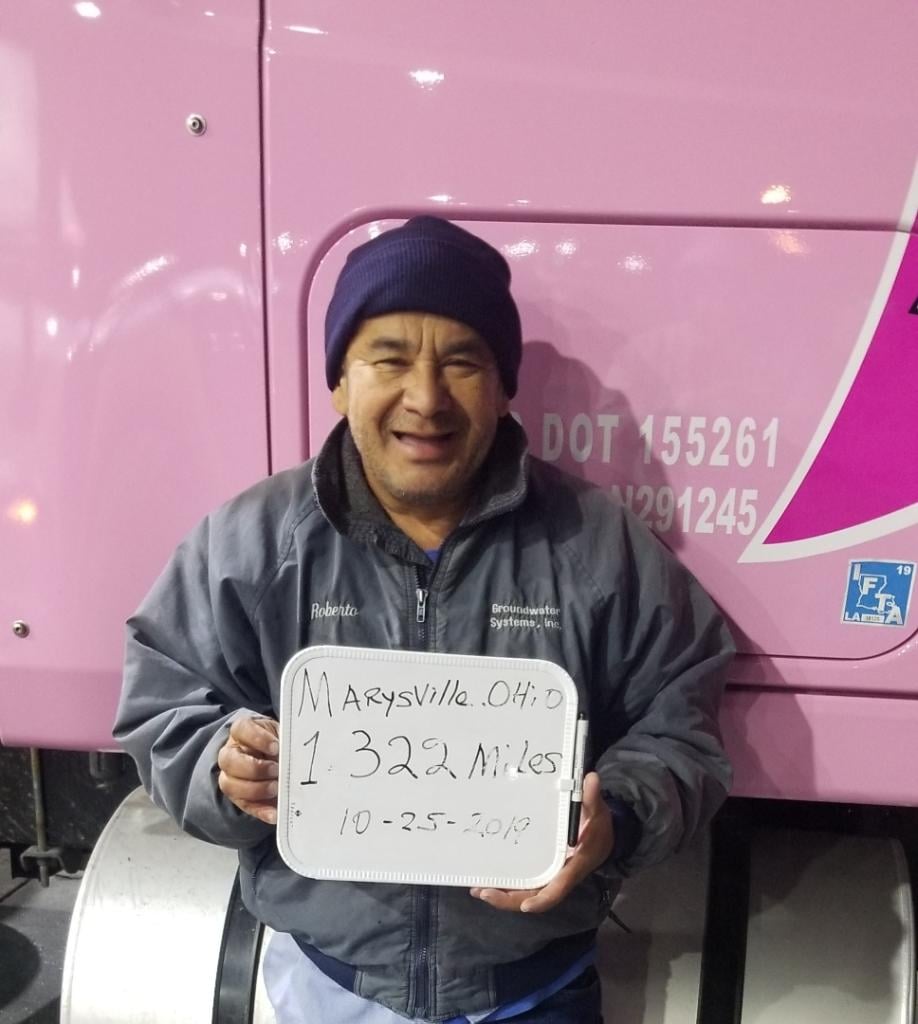 DOT 155261
N291245
19
IFTA
LA
Roberto
Groundwater
Systems, Inc.
MARYSVille. OHiO
1.322 Miles
10-25-2019